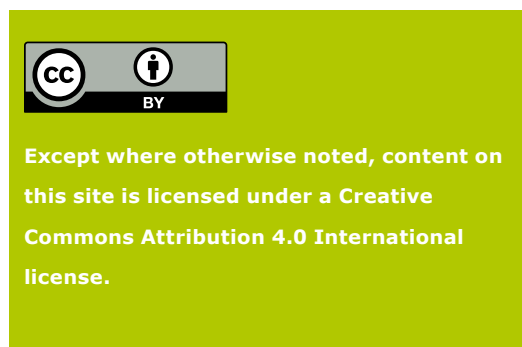 CC
BY
Except where otherwise noted, content on
this site is licensed under a Creative
Commons Attribution 4.0 International
license.